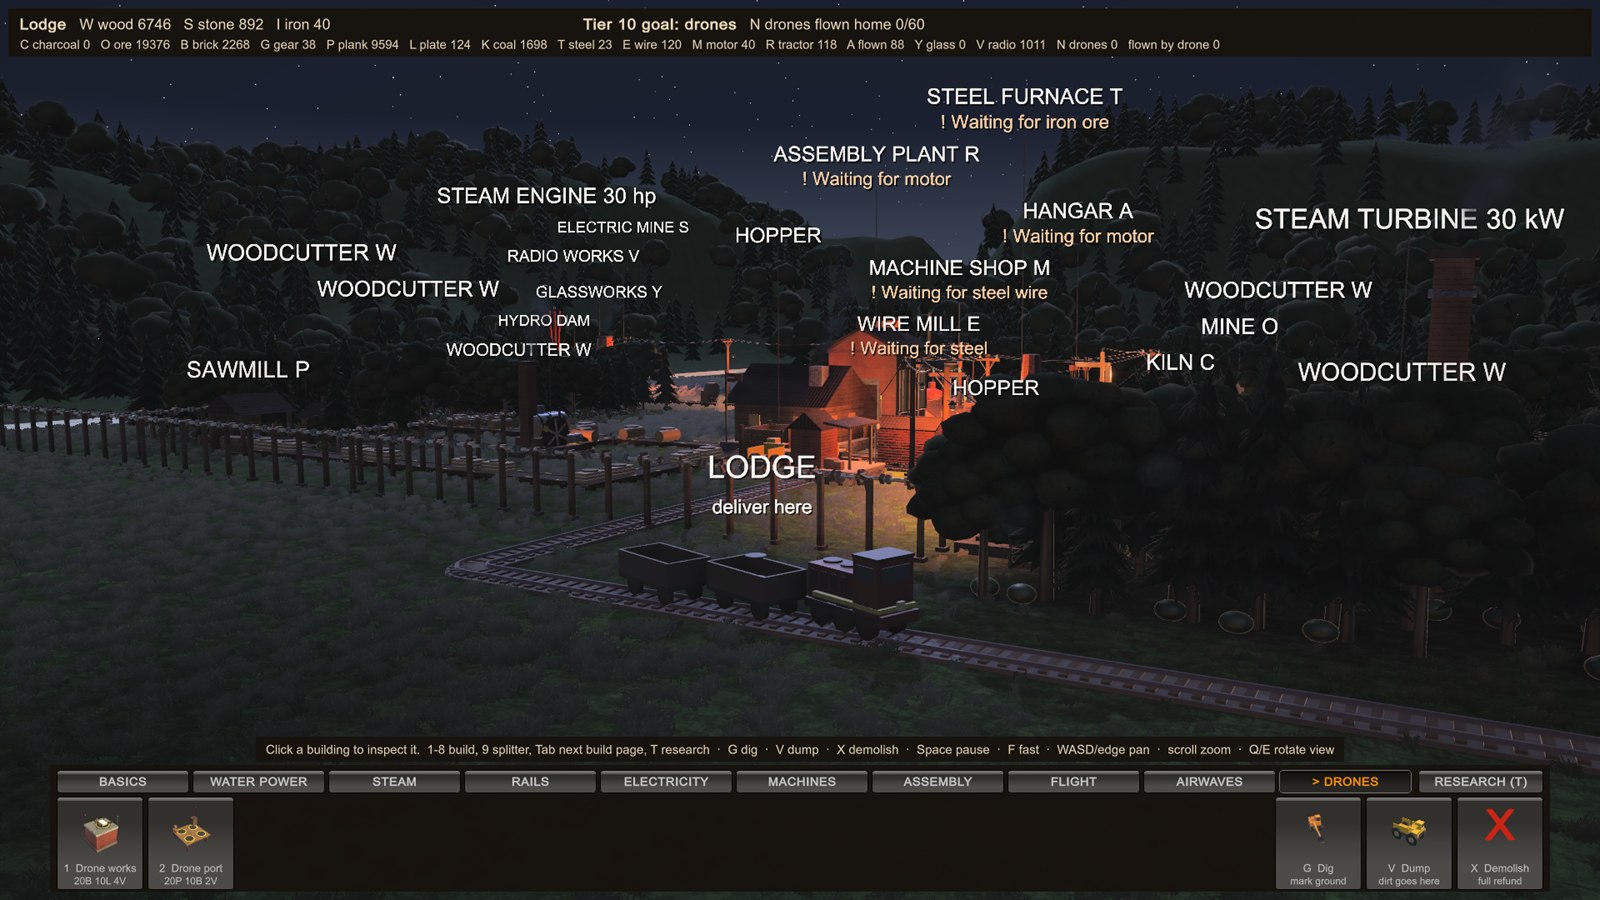 Lodge W wood 6746 S stone 892 I iron 40
Tier 10 goal: drones N drones flown home 0/60
C charcoal 0 O ore 19376 B brick 2268 G gear 38 P plank 9594 L plate 124 K coal 1698 T steel 23 E wire 120 M motor 40 R tractor 118 A flown 88 Y glass 0 V radio 1011 N drones 0 flown by drone 0
STEEL FURNACE T
! Waiting for iron ore
ASSEMBLY PLANT R
! Waiting for motor
STEAM ENGINE 30 hp
HANGAR A
! Waiting for motor
STEAM TURBINE 30 kW
ELECTRIC MINE S
HOPPER
WOODCUTTER W
RADIO WORKS V
MACHINE SHOP M
! Waiting for steel wire
WOODCUTTER W
GLASSWORKS Y
WOODCUTTER W
HYDRO DAM
WIRE MILL E
! Waiting for steel
MINE O
WOODCUTTER W
KILN C
SAWMILL P
WOODCUTTER W
HOPPER
LODGE
deliver here
Click a building to inspect it. 1-8 build, 9 splitter, Tab next build page, T research · G dig · V dump · X demolish · Space pause · F fast · WASD/edge pan · scroll zoom · Q/E rotate view
BASICS
WATER POWER
STEAM
RAILS
ELECTRICITY
MACHINES
ASSEMBLY
FLIGHT
AIRWAVES
> DRONES
RESEARCH (T)
1 Drone works
20B 10L 4V
2 Drone port
20P 10B 2V
G Dig
mark ground
V Dump
dirt goes here
X
X Demolish
full refund